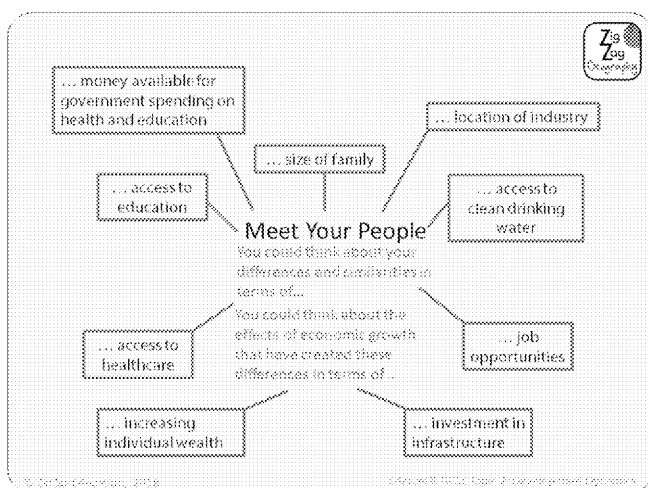 Zig
Zag
Geography
... money available for
government spending on
health and education
... location of industry
... size of family
... access to
education
... access to
clean drinking
water
Meet Your People
You could think about your
differences and similarities in
terms of...
You could think about the
effects of economic growth
that have created these
differences in terms of...
... access to
healthcare
... job
opportunities
... increasing
individual wealth
... investment in
infrastructure